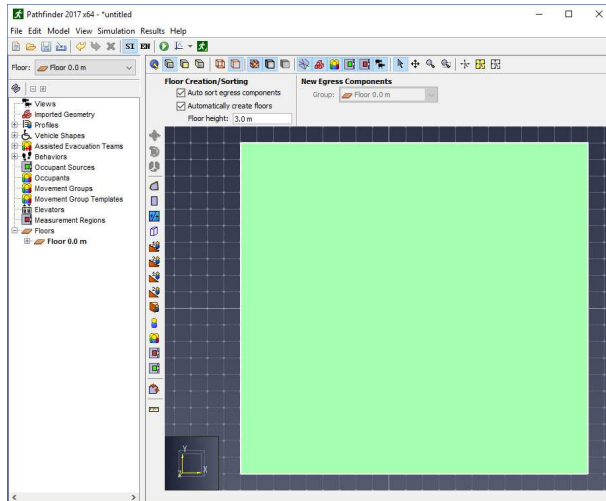 Pathfinder 2017 x64 - *untitled
File Edit Model View Simulation Results Help
SI EN
Floor: Floor 0.0 m
Floor Creation/Sorting
Auto sort egress components
Automatically create floors
Floor height: 3.0 m
New Egress Components
Group: Floor 0.0 m
Views
Imported Geometry
Profiles
Vehicle Shapes
Assisted Evacuation Teams
Behaviors
Occupant Sources
Occupants
Movement Groups
Movement Group Templates
Elevators
Measurement Regions
Floors
Floor 0.0 m
Y
Z X